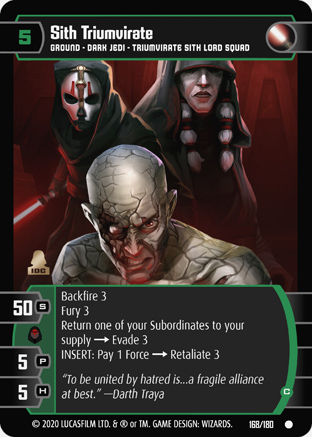 5 Sith Triumvirate
GROUND - DARK JEDI - TRIUMVIRATE SITH LORD SQUAD
IDC
50 S
5 P
5 H
Backfire 3
Fury 3
Return one of your Subordinates to your
supply → Evade 3
INSERT: Pay 1 Force → Retaliate 3
"To be united by hatred is...a fragile alliance
at best." —Darth Traya
C
© 2020 LUCASFILM LTD. & ® or TM. GAME DESIGN: WIZARDS. 168/180